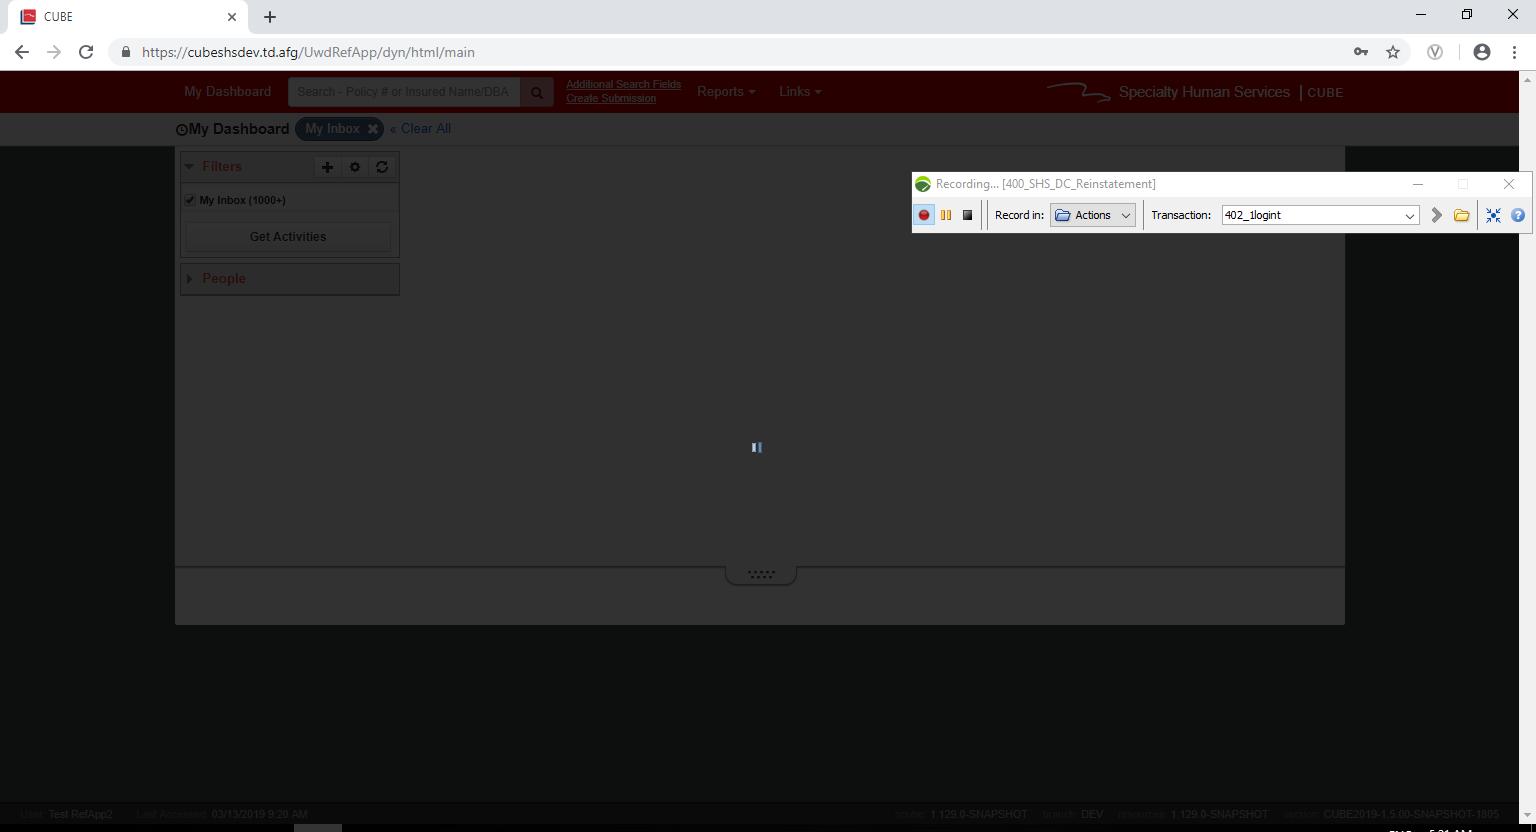 CUBE
https://cubeshsdev.td.afg/UwdRefApp/dyn/html/main
My Dashboard
Search - Policy # or Insured Name/DBA
Additional Search Fields
Create Submission
Reports
Links
Specialty Human Services | CUBE
My Dashboard
My Inbox
« Clear All
Filters
My Inbox (1000+)
Get Activities
People
Recording... [400_SHS_DC_Reinstatement]
Record in:
Actions
Transaction:
402_1logint
User: Test RefApp2
Last Accessed: 03/13/2019 9:20 AM
1.129.0-SNAPSHOT
branch: DEV
resources: 1.129.0-SNAPSHOT
CUBE2019-1.5.00-SNAPSHOT-1805